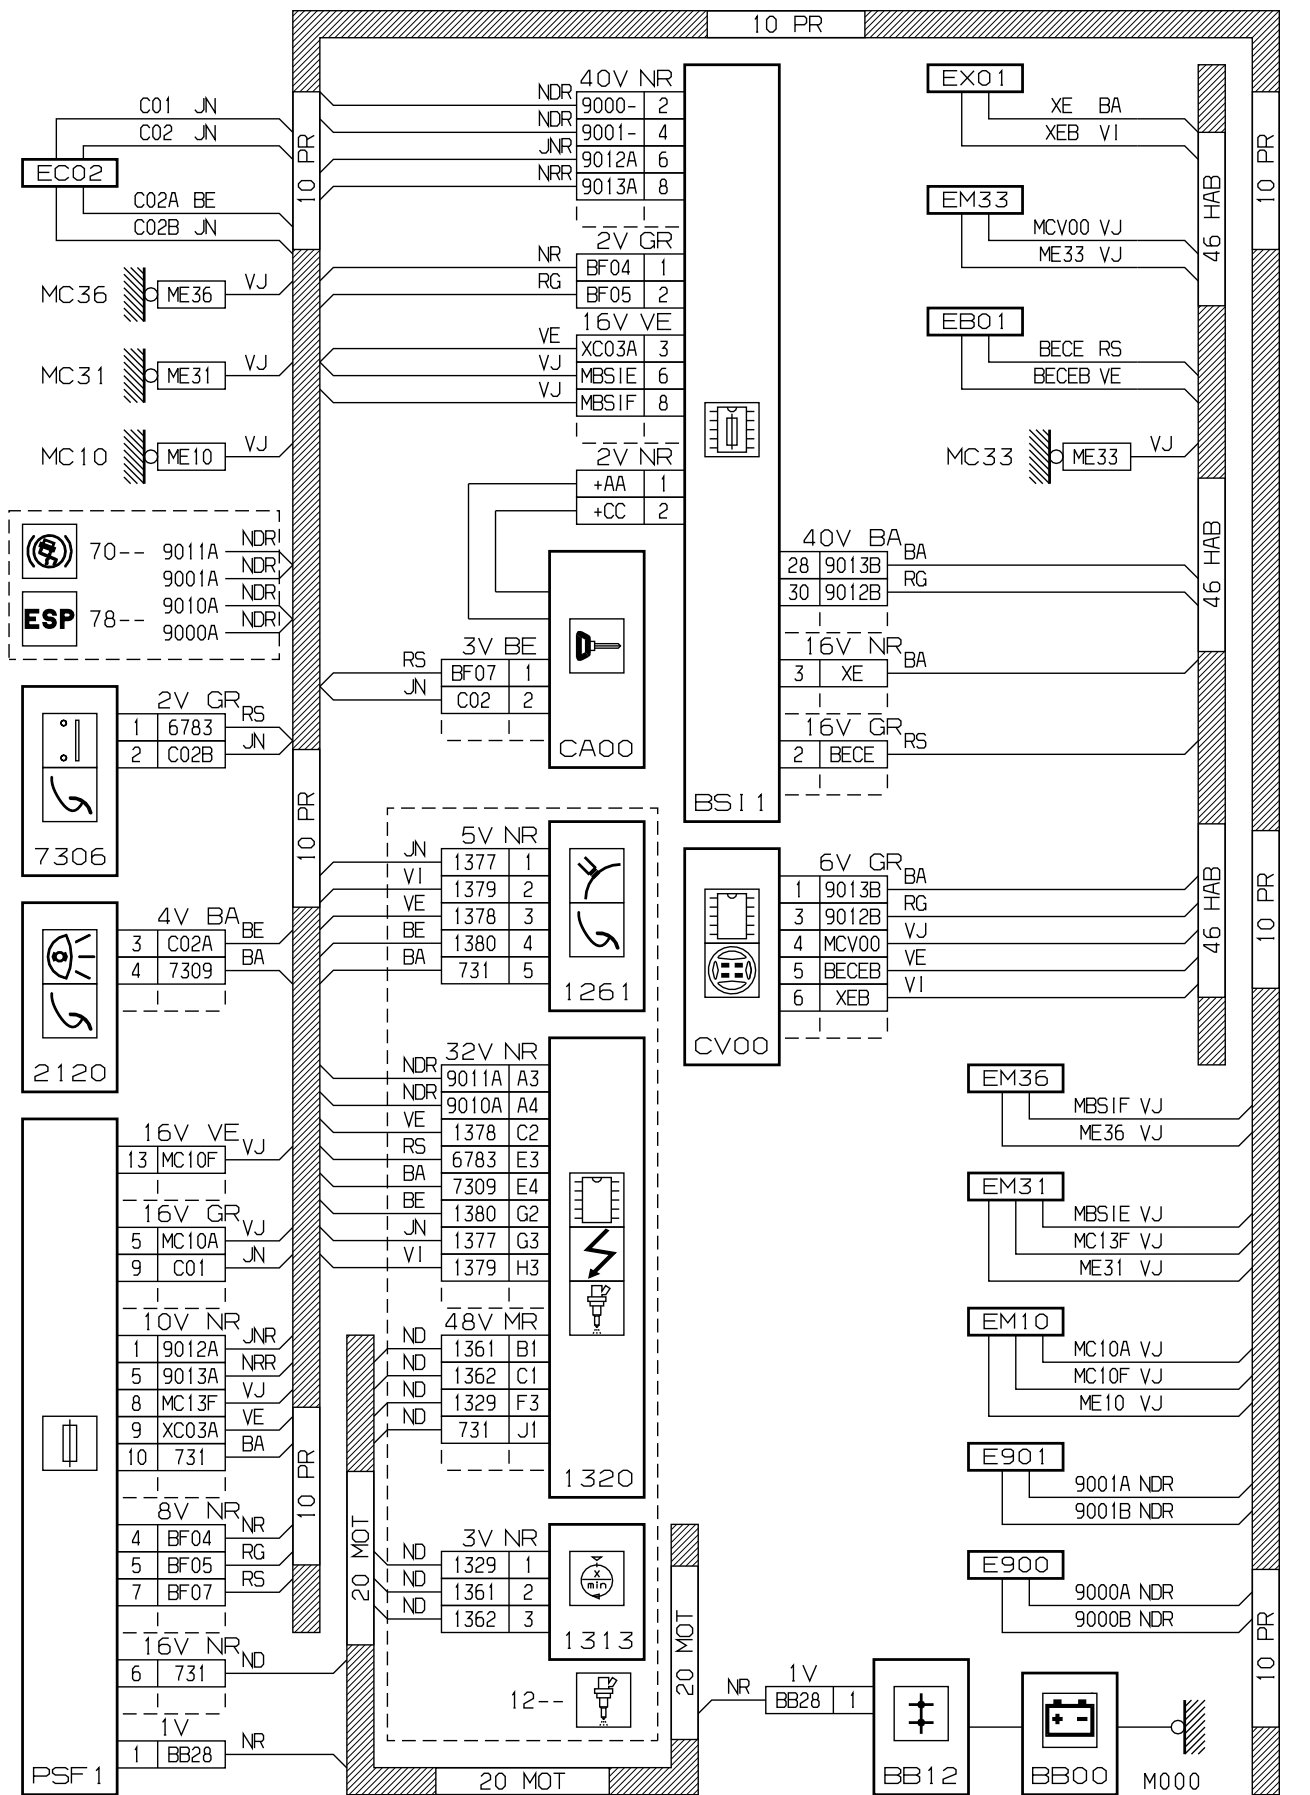 10 PR
EC02
C01 JN
C02 JN
C02A BE
C02B JN
10 PR
MC36 ME36 VJ
MC31 ME31 VJ
MC10 ME10 VJ
70-- 9011A NDR
9001A NDR
ESP 78-- 9010A NDR
9000A NDR
2V GR
1 6783 RS
2 C02B JN
7306
10 PR
4V BA
3 C02A BE
4 7309 BA
2120
16V VE
13 MC10F VJ
16V GR
5 MC10A VJ
9 C01 JN
10V NR
1 9012A JNR
5 9013A NRR
8 MC13F VJ
9 XC03A VE
10 731 BA
8V NR
4 BF04 NR
5 BF05 RG
7 BF07 RS
16V NR
6 731 ND
1V
1 BB28 NR
PSF1
10 PR
40V NR
NDR 9000- 2
NDR 9001- 4
JNR 9012A 6
NRR 9013A 8
2V GR
NR BF04 1
RG BF05 2
16V VE
VE XC03A 3
VJ MBSIE 6
VJ MBSIF 8
2V NR
+AA 1
+CC 2
3V BE
RS BF07 1
JN C02 2
CA00
BSI1
40V BA
28 9013B BA
30 9012B RG
16V NR
3 XE BA
16V GR
2 BECE RS
5V NR
JN 1377 1
VI 1379 2
VE 1378 3
BE 1380 4
BA 731 5
1261
32V NR
NDR 9011A A3
NDR 9010A A4
VE 1378 C2
RS 6783 E3
BA 7309 E4
BE 1380 G2
JN 1377 G3
VI 1379 H3
48V MR
ND 1361 B1
ND 1362 C1
ND 1329 F3
ND 731 J1
1320
3V NR
ND 1329 1
ND 1361 2
ND 1362 3
x
min
1313
12--
20 MOT
20 MOT
20 MOT
6V GR
1 9013B BA
3 9012B RG
4 MCV00 VJ
5 BECEB VE
6 XEB VI
CV00
EX01
XE BA
XEB VI
EM33
MCV00 VJ
ME33 VJ
EB01
BECE RS
BECEB VE
MC33 ME33 VJ
46 HAB
46 HAB
46 HAB
10 PR
10 PR
10 PR
EM36
MBSIF VJ
ME36 VJ
EM31
MBSIE VJ
MC13F VJ
ME31 VJ
EM10
MC10A VJ
MC10F VJ
ME10 VJ
E901
9001A NDR
9001B NDR
E900
9000A NDR
9000B NDR
1V
NR BB28 1
BB12
+ -
BB00
M000